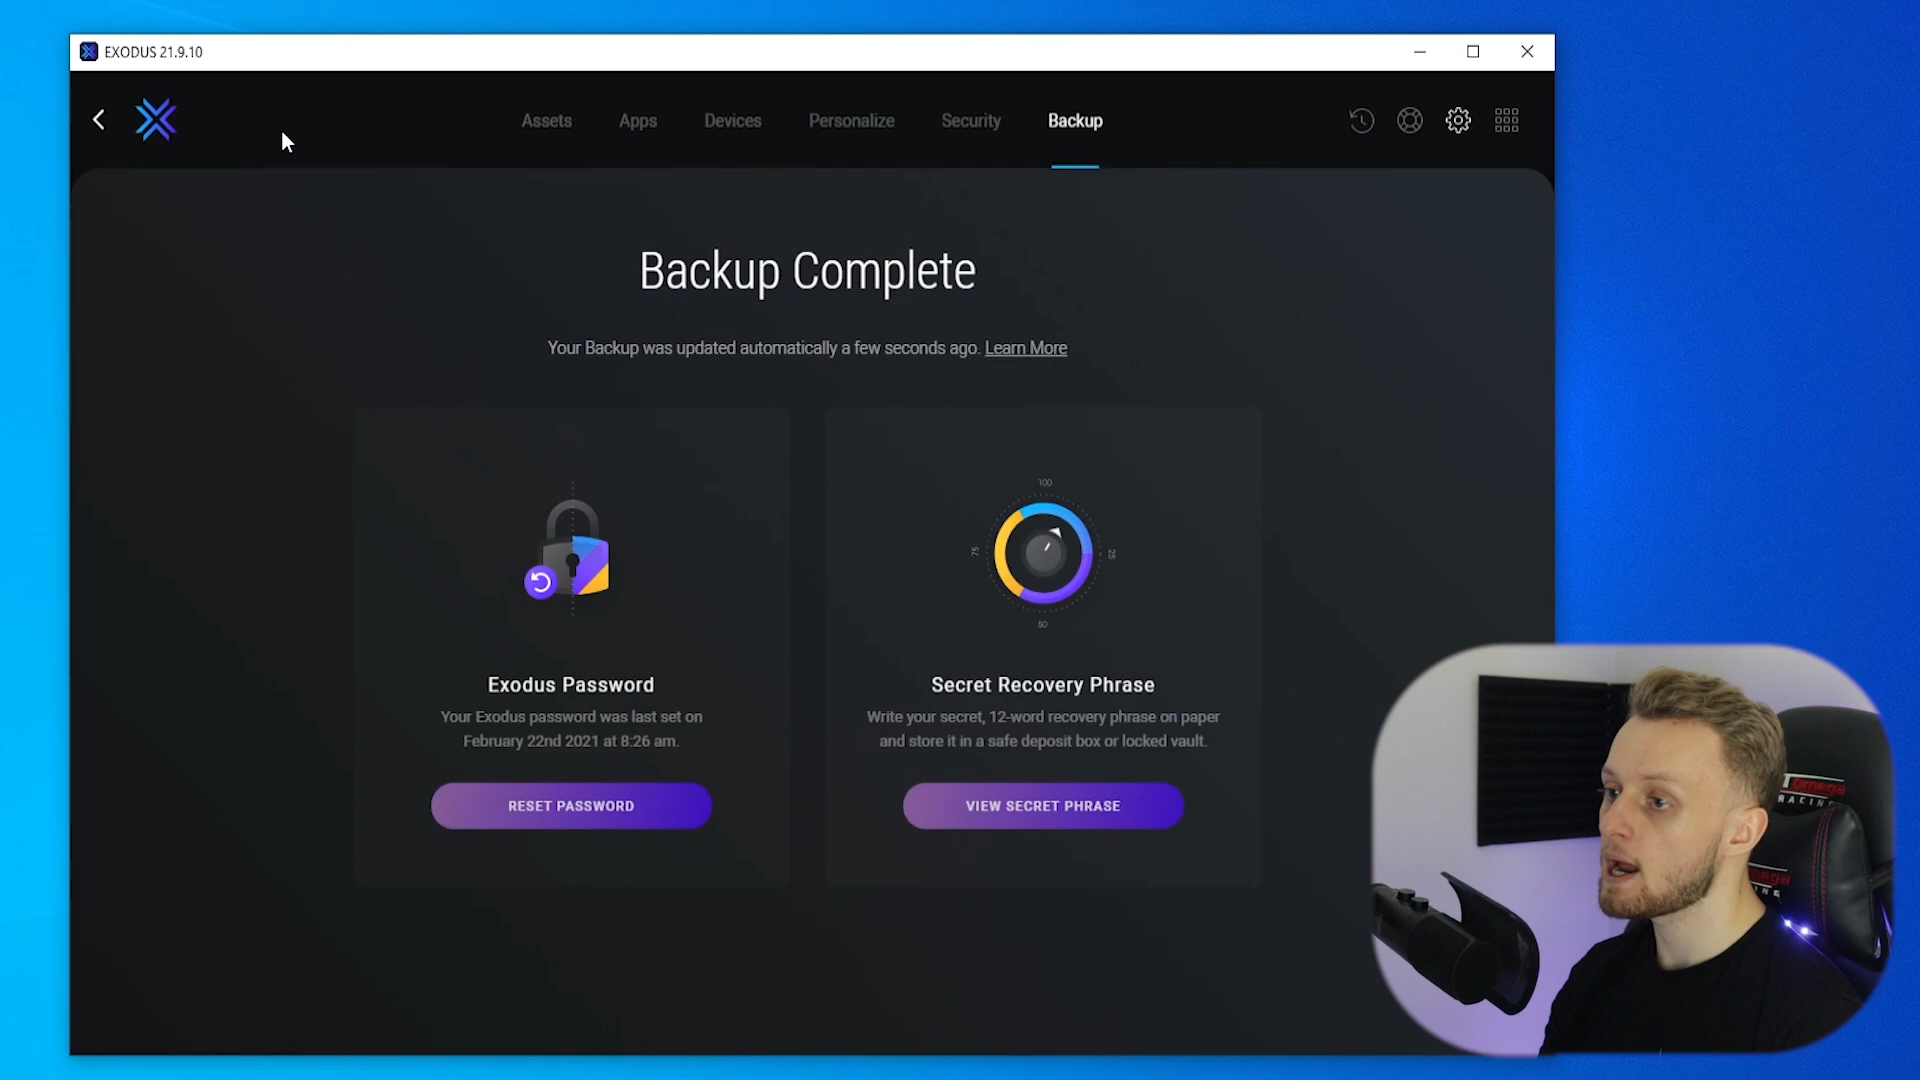 EXODUS 21.9.10
Assets
Apps
Devices
Personalize
Security
Backup
Backup Complete
Your Backup was updated automatically a few seconds ago. Learn More
100
75
25
50
Exodus Password
Your Exodus password was last set on
February 22nd 2021 at 8:26 am.
RESET PASSWORD
Secret Recovery Phrase
Write your secret, 12-word recovery phrase on paper
and store it in a safe deposit box or locked vault.
VIEW SECRET PHRASE
omega
RACING